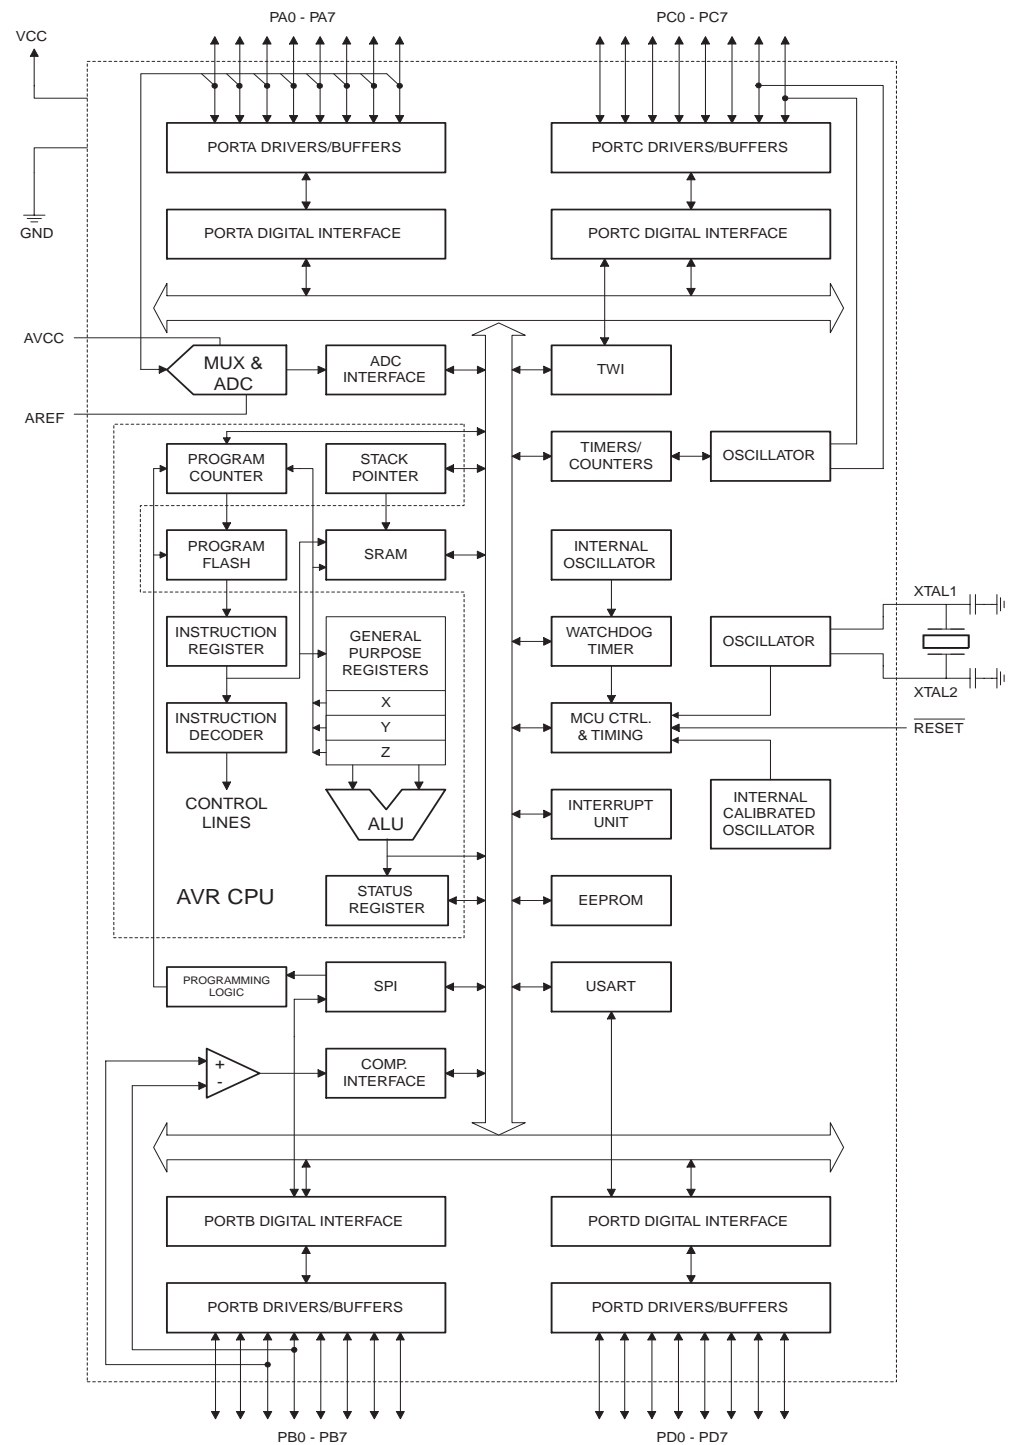 PA0 - PA7
PC0 - PC7
VCC
PORTA DRIVERS/BUFFERS
PORTC DRIVERS/BUFFERS
GND
PORTA DIGITAL INTERFACE
PORTC DIGITAL INTERFACE
AVCC
MUX &
ADC
ADC
INTERFACE
TWI
AREF
PROGRAM
COUNTER
STACK
POINTER
TIMERS/
COUNTERS
OSCILLATOR
PROGRAM
FLASH
SRAM
INTERNAL
OSCILLATOR
XTAL1
INSTRUCTION
REGISTER
GENERAL
PURPOSE
REGISTERS
WATCHDOG
TIMER
OSCILLATOR
XTAL2
X
INSTRUCTION
DECODER
Y
MCU CTRL.
& TIMING
RESET
Z
CONTROL
LINES
ALU
INTERRUPT
UNIT
INTERNAL
CALIBRATED
OSCILLATOR
AVR CPU
STATUS
REGISTER
EEPROM
PROGRAMMING
LOGIC
SPI
USART
+
-
COMP.
INTERFACE
PORTB DIGITAL INTERFACE
PORTD DIGITAL INTERFACE
PORTB DRIVERS/BUFFERS
PORTD DRIVERS/BUFFERS
PB0 - PB7
PD0 - PD7